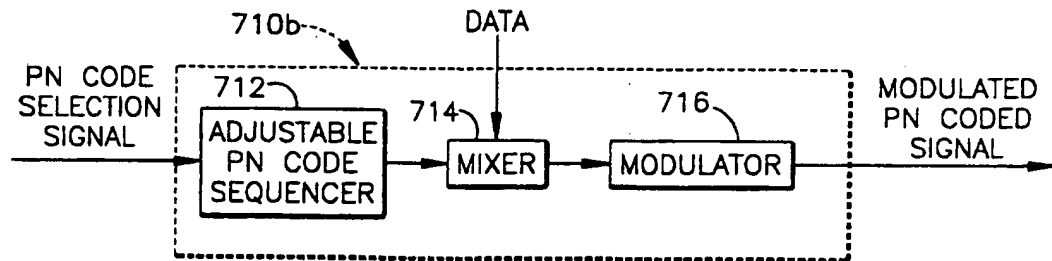 710b
DATA
PN CODE
SELECTION
SIGNAL
712
ADJUSTABLE
PN CODE
SEQUENCER
714
MIXER
716
MODULATOR
MODULATED
PN CODED
SIGNAL